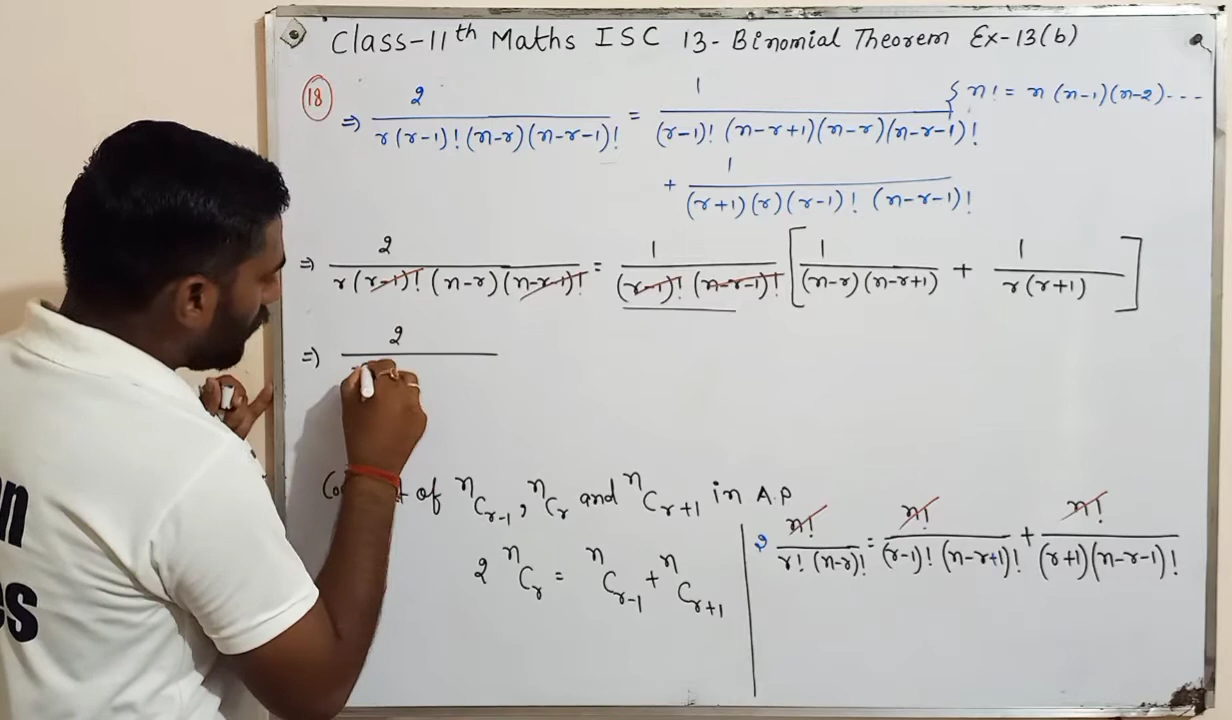 Class-11th Maths ISC 13- Binomial Theorem Ex-13(b)
18
=> 2 / r(r-1)!(n-r)(n-r-1)! = 1 / (r-1)! (n-r+1)(n-r)(n-r-1)! { n! = n(n-1)(n-2)---
+ 1 / (r+1)(r)(r-1)! (n-r-1)!
=> 2 / r(r-1)!(n-r)(n-r-1)! = 1 / (r-1)!(n-r-1)! [ 1 / (n-r)(n-r+1) + 1 / r(r+1) ]
=> 2
of nCr-1, nCr and nCr+1 in A.P
2 nCr = nCr-1 + nCr+1
2 n! / r!(n-r)! = n! / (r-1)!(n-r+1)! + n! / (r+1)(n-r-1)!